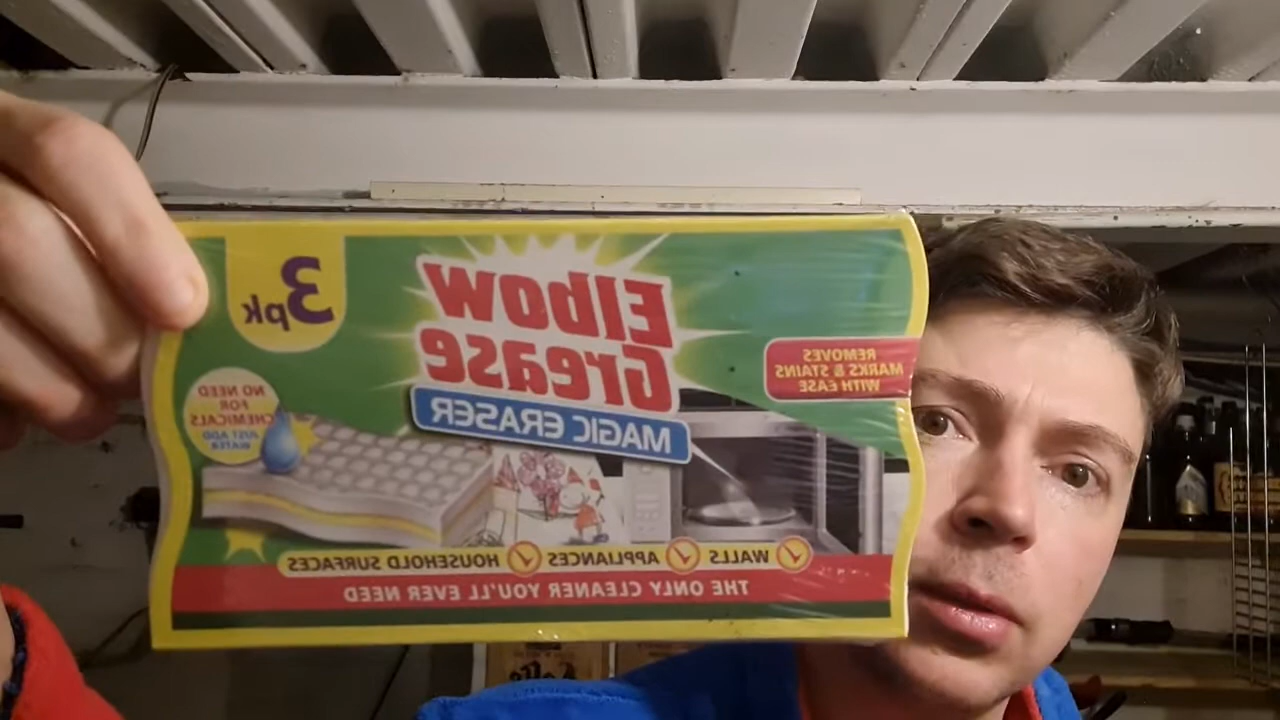 3pk
Elbow
Grease
MAGIC ERASER
REMOVES
MARKS & STAINS
WITH EASE
NO NEED
FOR
CHEMICALS
JUST ADD
WATER
WALLS APPLIANCES HOUSEHOLD SURFACES
THE ONLY CLEANER YOU'LL EVER NEED